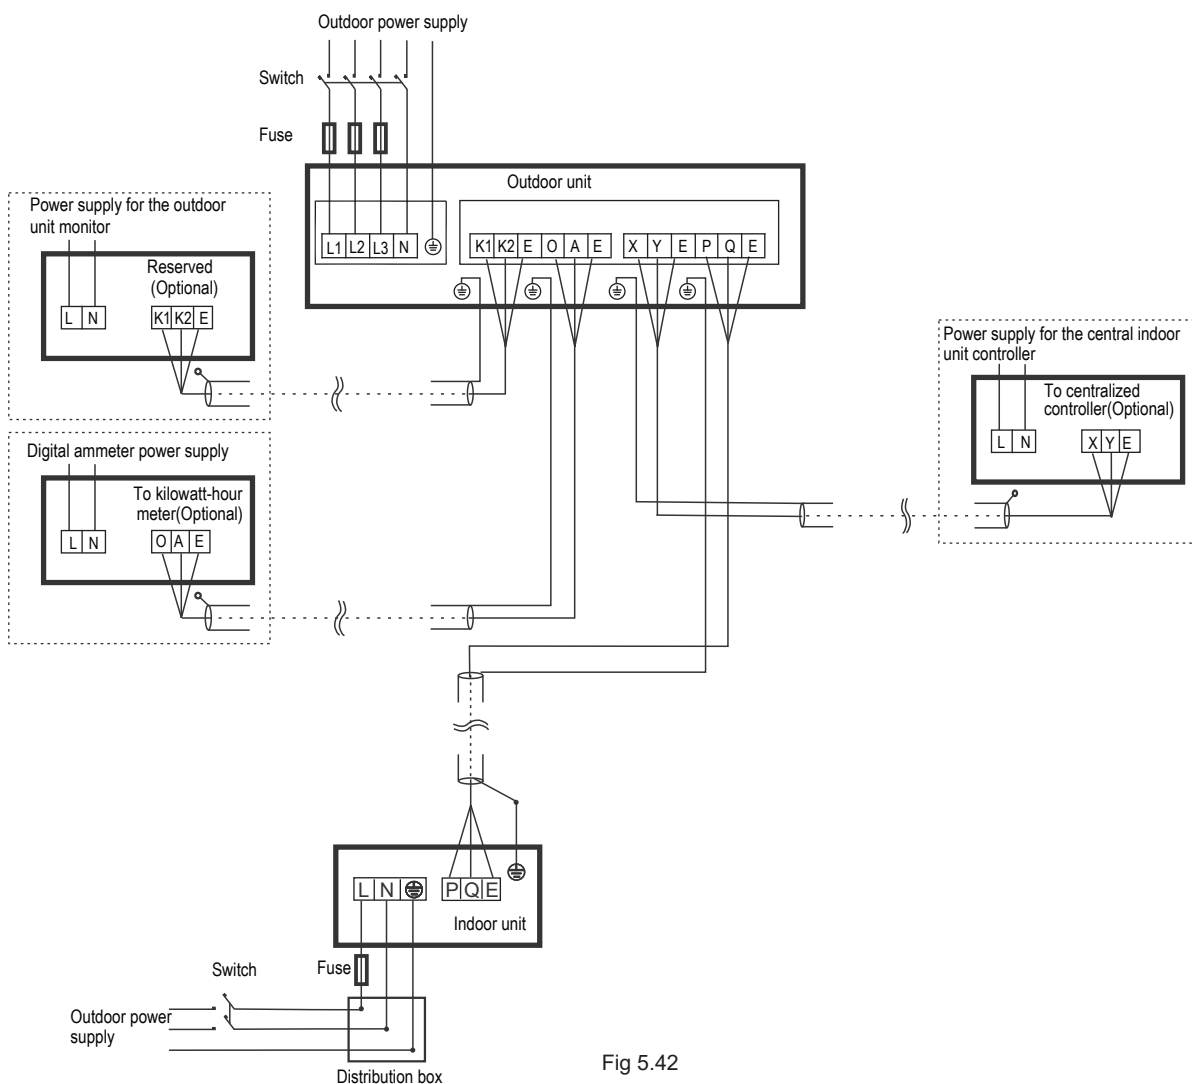 Outdoor power supply
Switch
Fuse
Outdoor unit
L1 L2 L3 N
K1 K2 E O A E
X Y E P Q E
Power supply for the outdoor
unit monitor
Reserved
(Optional)
L N
K1 K2 E
Power supply for the central indoor
unit controller
To centralized
controller(Optional)
L N
X Y E
Digital ammeter power supply
To kilowatt-hour
meter(Optional)
L N
O A E
L N
P Q E
Indoor unit
Fuse
Switch
Outdoor power
supply
Distribution box
Fig 5.42